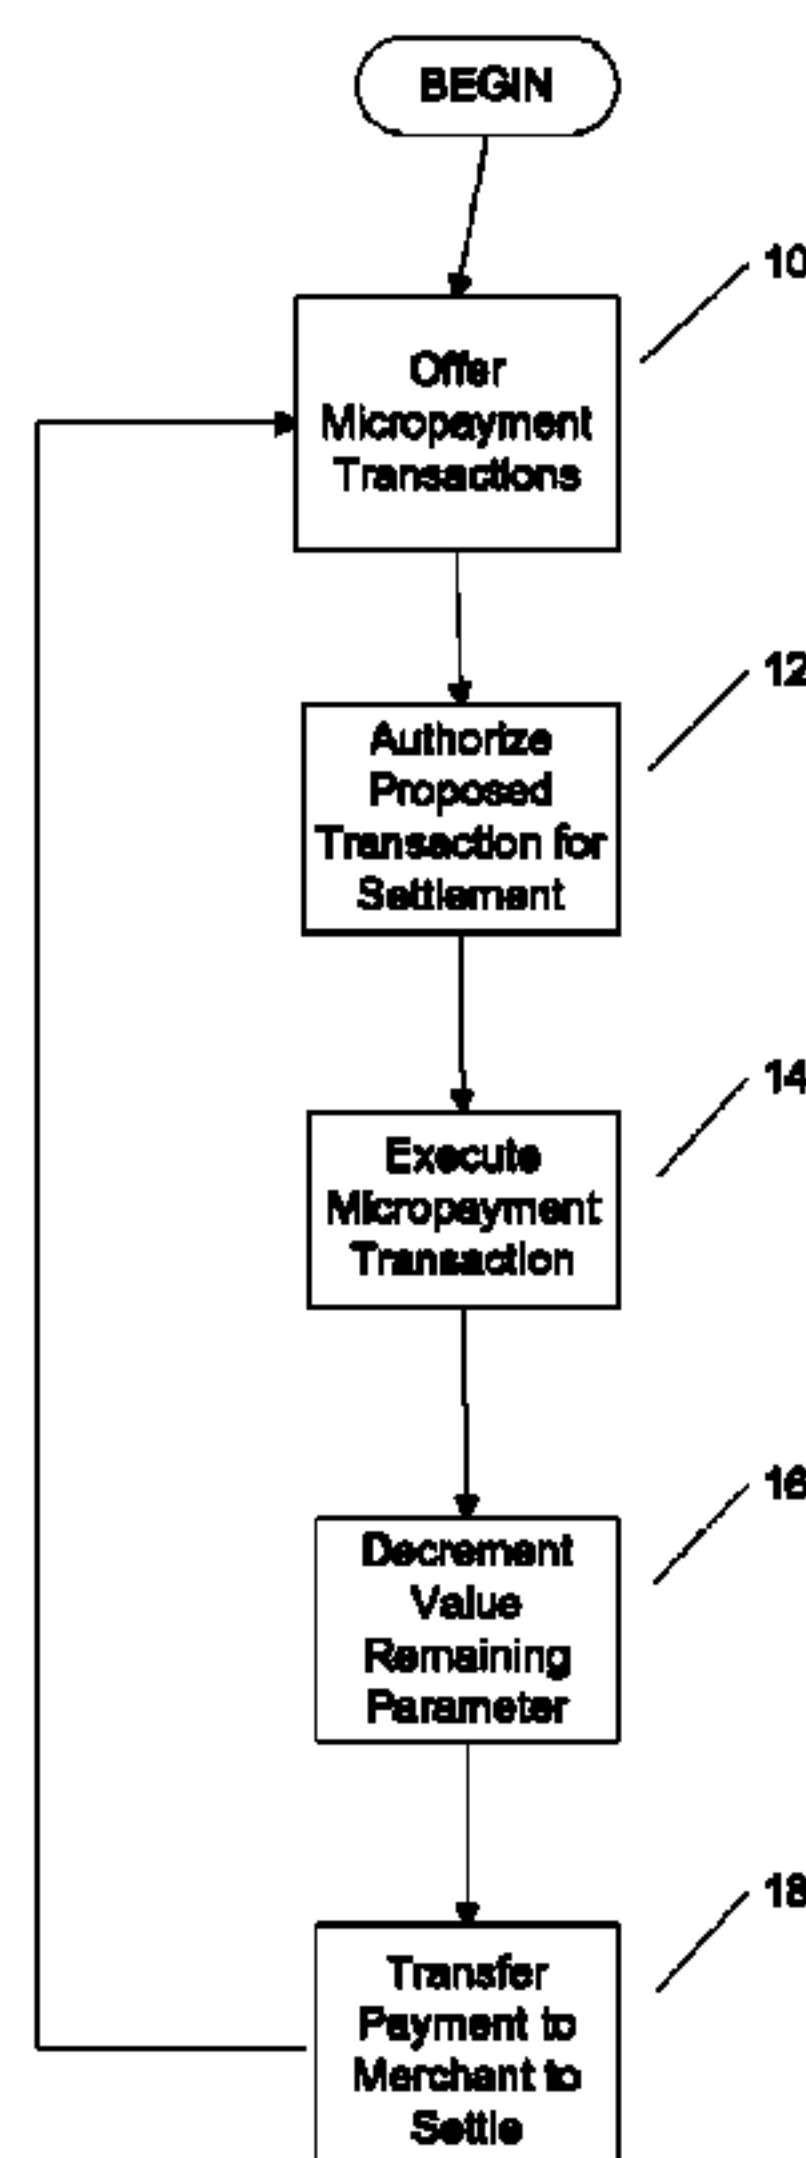 BEGIN
10
Offer
Micropayment
Transactions
12
Authorize
Proposed
Transaction for
Settlement
14
Execute
Micropayment
Transaction
16
Decrement
Value
Remaining
Parameter
18
Transfer
Payment to
Merchant to
Settle